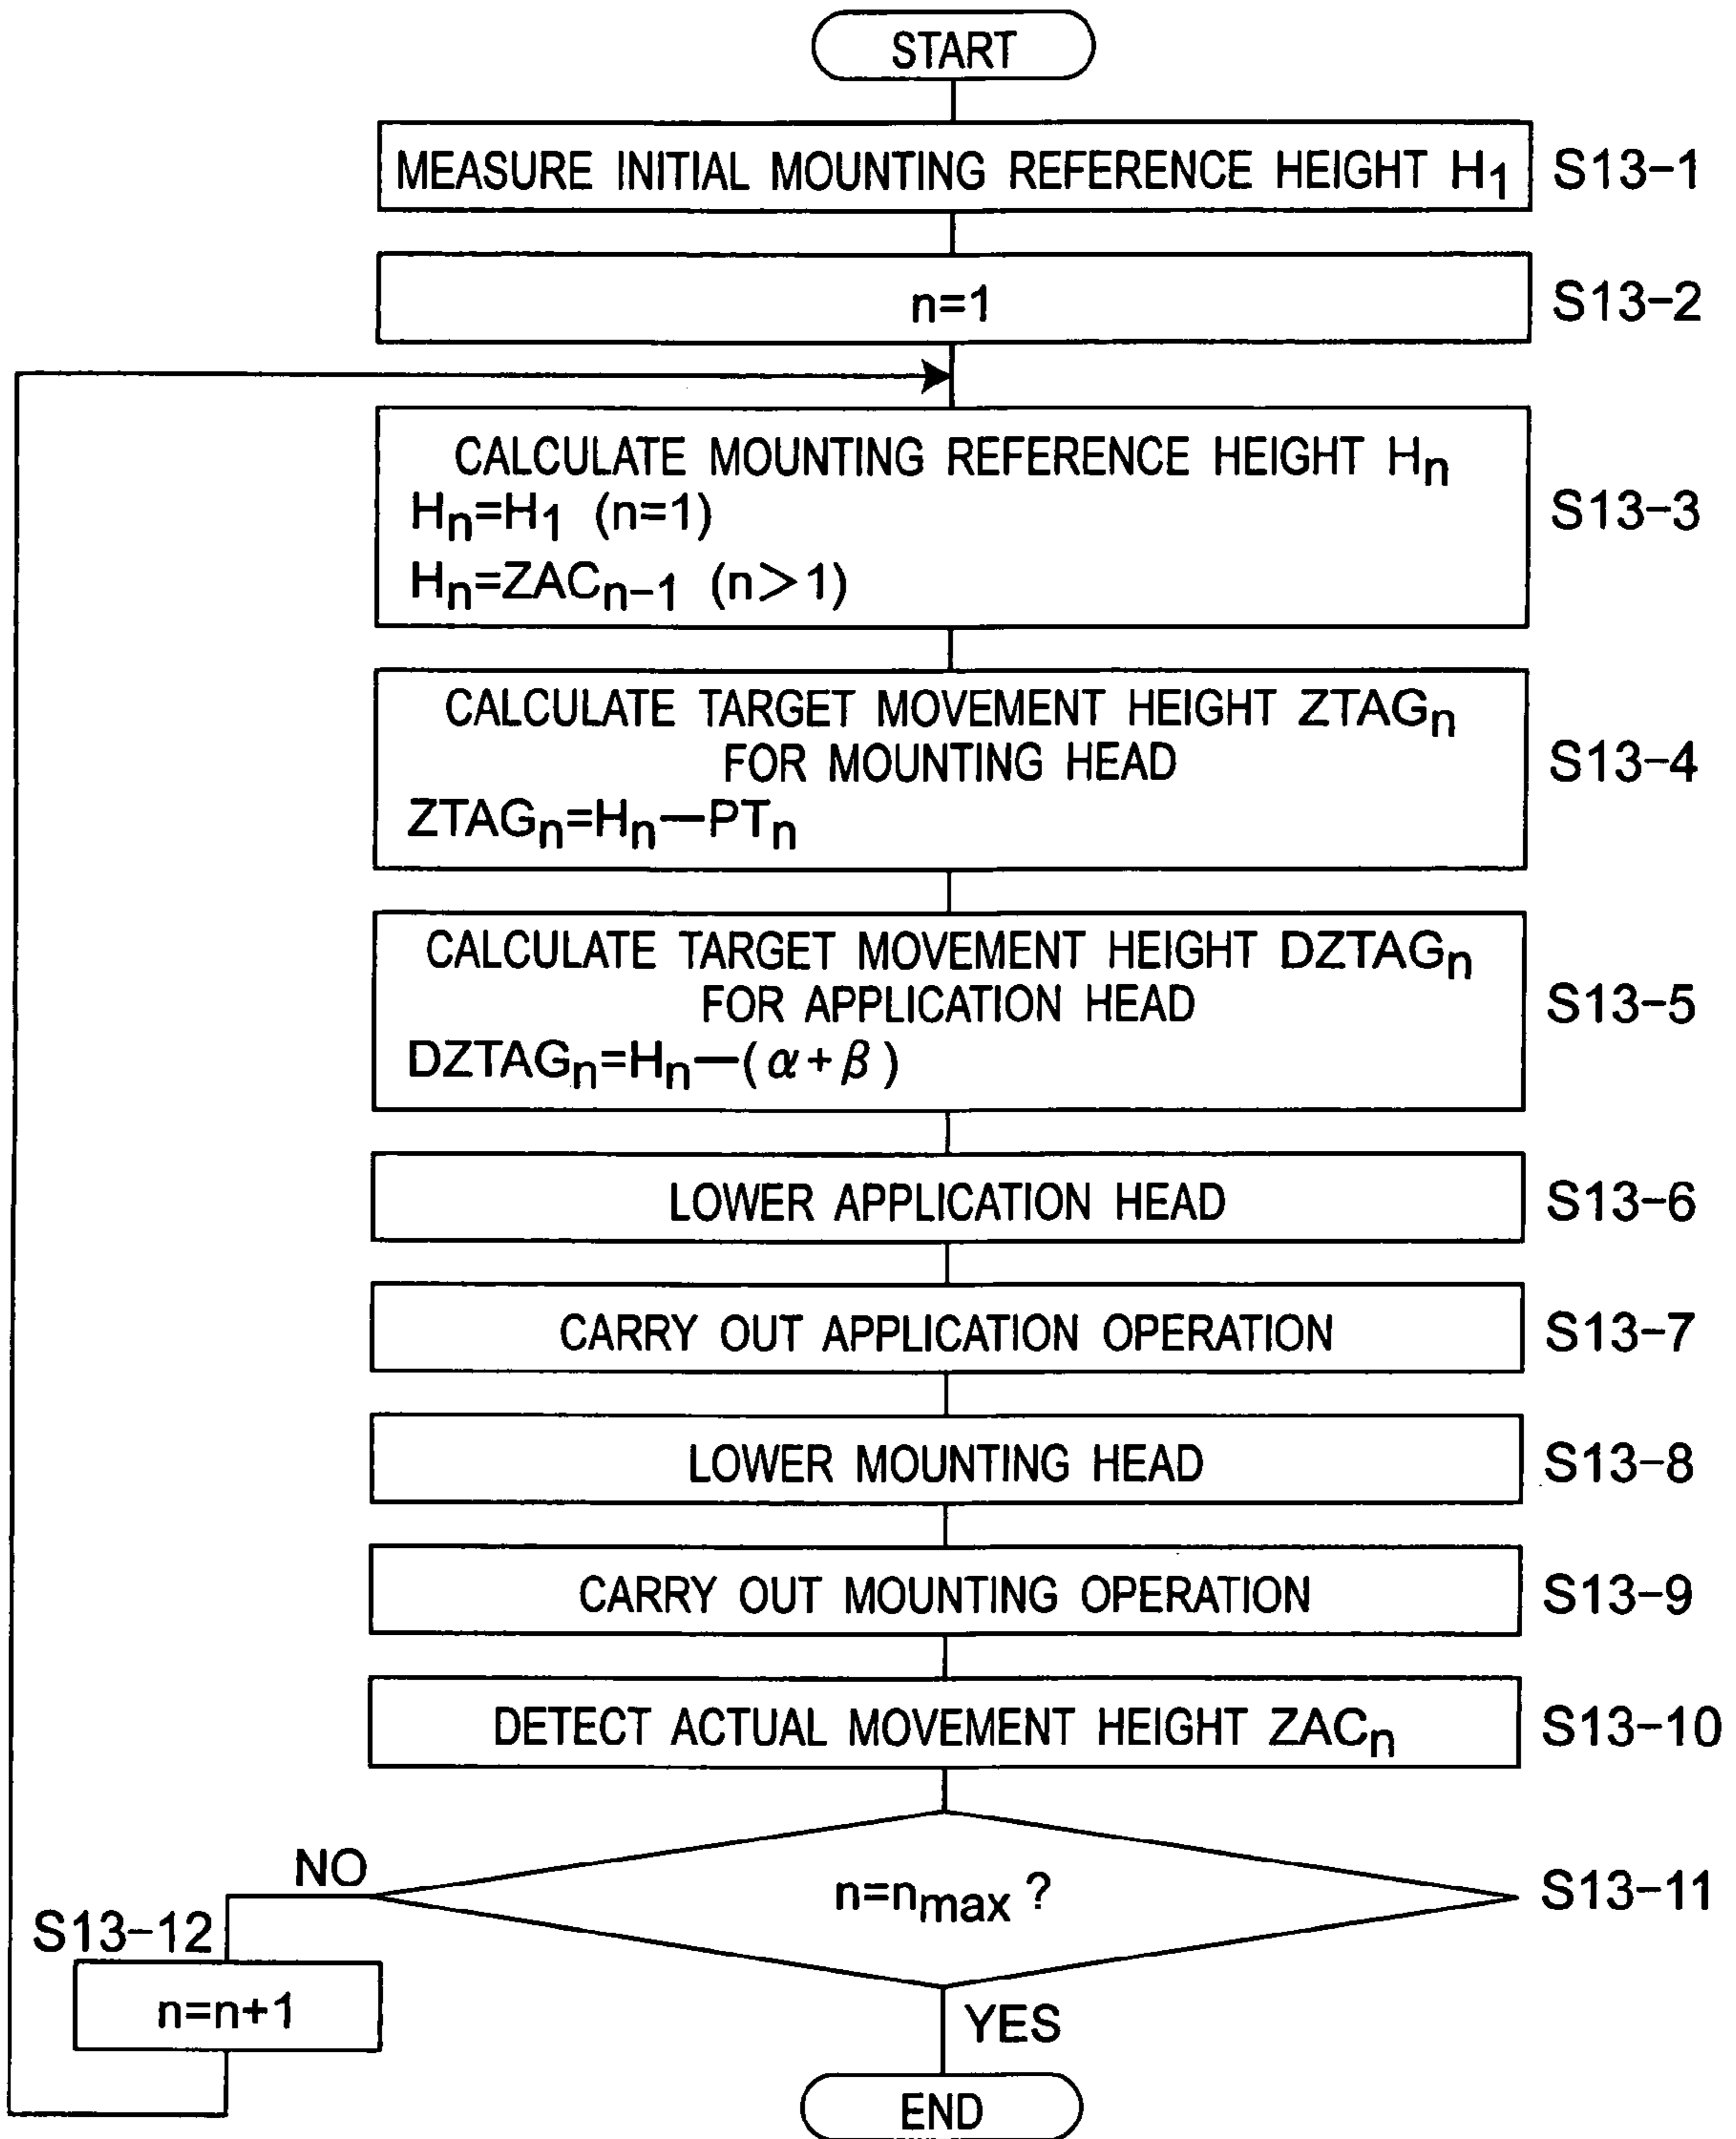 START
MEASURE INITIAL MOUNTING REFERENCE HEIGHT H1 S13-1
n=1 S13-2
CALCULATE MOUNTING REFERENCE HEIGHT Hn
Hn=H1 (n=1) S13-3
Hn=ZACn-1 (n>1)
CALCULATE TARGET MOVEMENT HEIGHT ZTAGn
FOR MOUNTING HEAD S13-4
ZTAGn=Hn—PTn
CALCULATE TARGET MOVEMENT HEIGHT DZTAGn
FOR APPLICATION HEAD S13-5
DZTAGn=Hn—(α+β)
LOWER APPLICATION HEAD S13-6
CARRY OUT APPLICATION OPERATION S13-7
LOWER MOUNTING HEAD S13-8
CARRY OUT MOUNTING OPERATION S13-9
DETECT ACTUAL MOVEMENT HEIGHT ZACn S13-10
NO
n=nmax ? S13-11
S13-12
n=n+1
YES
END